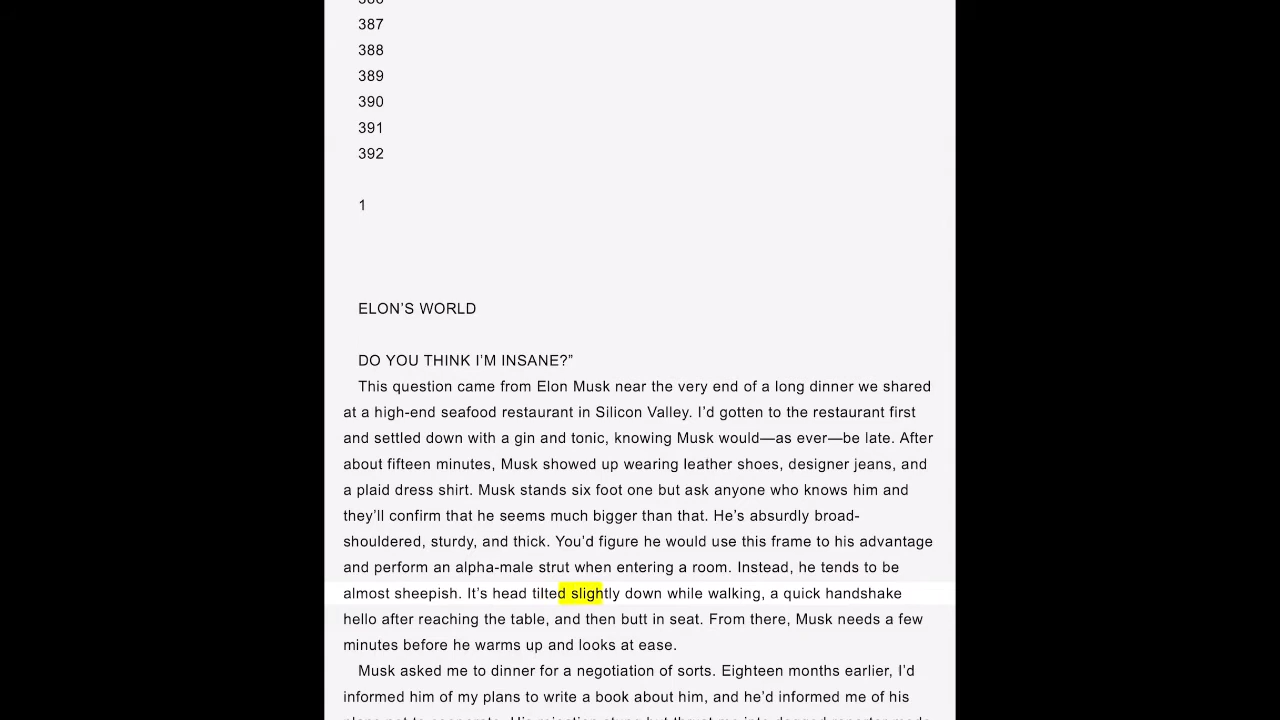 387
388
389
390
391
392
1
ELON’S WORLD
DO YOU THINK I’M INSANE?”
This question came from Elon Musk near the very end of a long dinner we shared
at a high-end seafood restaurant in Silicon Valley. I’d gotten to the restaurant first
and settled down with a gin and tonic, knowing Musk would—as ever—be late. After
about fifteen minutes, Musk showed up wearing leather shoes, designer jeans, and
a plaid dress shirt. Musk stands six foot one but ask anyone who knows him and
they’ll confirm that he seems much bigger than that. He’s absurdly broad-
shouldered, sturdy, and thick. You’d figure he would use this frame to his advantage
and perform an alpha-male strut when entering a room. Instead, he tends to be
almost sheepish. It’s head tilted slightly down while walking, a quick handshake
hello after reaching the table, and then butt in seat. From there, Musk needs a few
minutes before he warms up and looks at ease.
Musk asked me to dinner for a negotiation of sorts. Eighteen months earlier, I’d
informed him of my plans to write a book about him, and he’d informed me of his